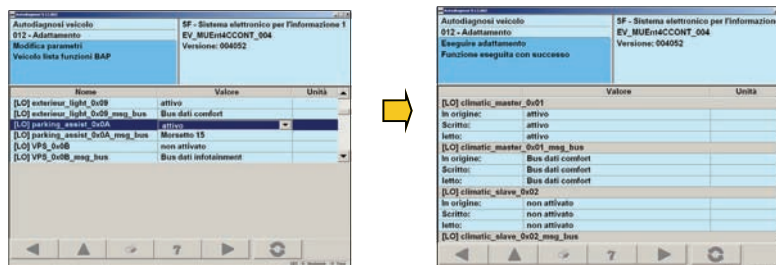 Autodiagnosi veicolo
012 - Adattamento
Modifica parametri
Veicolo lista funzioni BAP
5F - Sistema elettronico per l'informazione 1
EV_MUEnt4CCONT_004
Versione: 004052
Nome Valore Unità
[LO] exterieur_light_0x09 attivo
[LO] exterieur_light_0x09_msg_bus Bus dati comfort
[LO] parking_assist_0x0A attivo
[LO] parking_assist_0x0A_msg_bus Morsetto 15
[LO] VPS_0x0B non attivato
[LO] VPS_0x0B_msg_bus Bus dati infotainment
Autodiagnosi veicolo
012 - Adattamento
Eseguire adattamento
Funzione eseguita con successo
5F - Sistema elettronico per l'informazione
EV_MUEnt4CCONT_004
Versione: 004052
Valore Unità
[LO] climatic_master_0x01
In origine: attivo
Scritto: attivo
letto: attivo
[LO] climatic_master_0x01_msg_bus
In origine: Bus dati comfort
Scritto: Bus dati comfort
letto: Bus dati comfort
[LO] climatic_slave_0x02
In origine: non attivato
Scritto: non attivato
letto: non attivato
[LO] climatic_slave_0x02_msg_bus